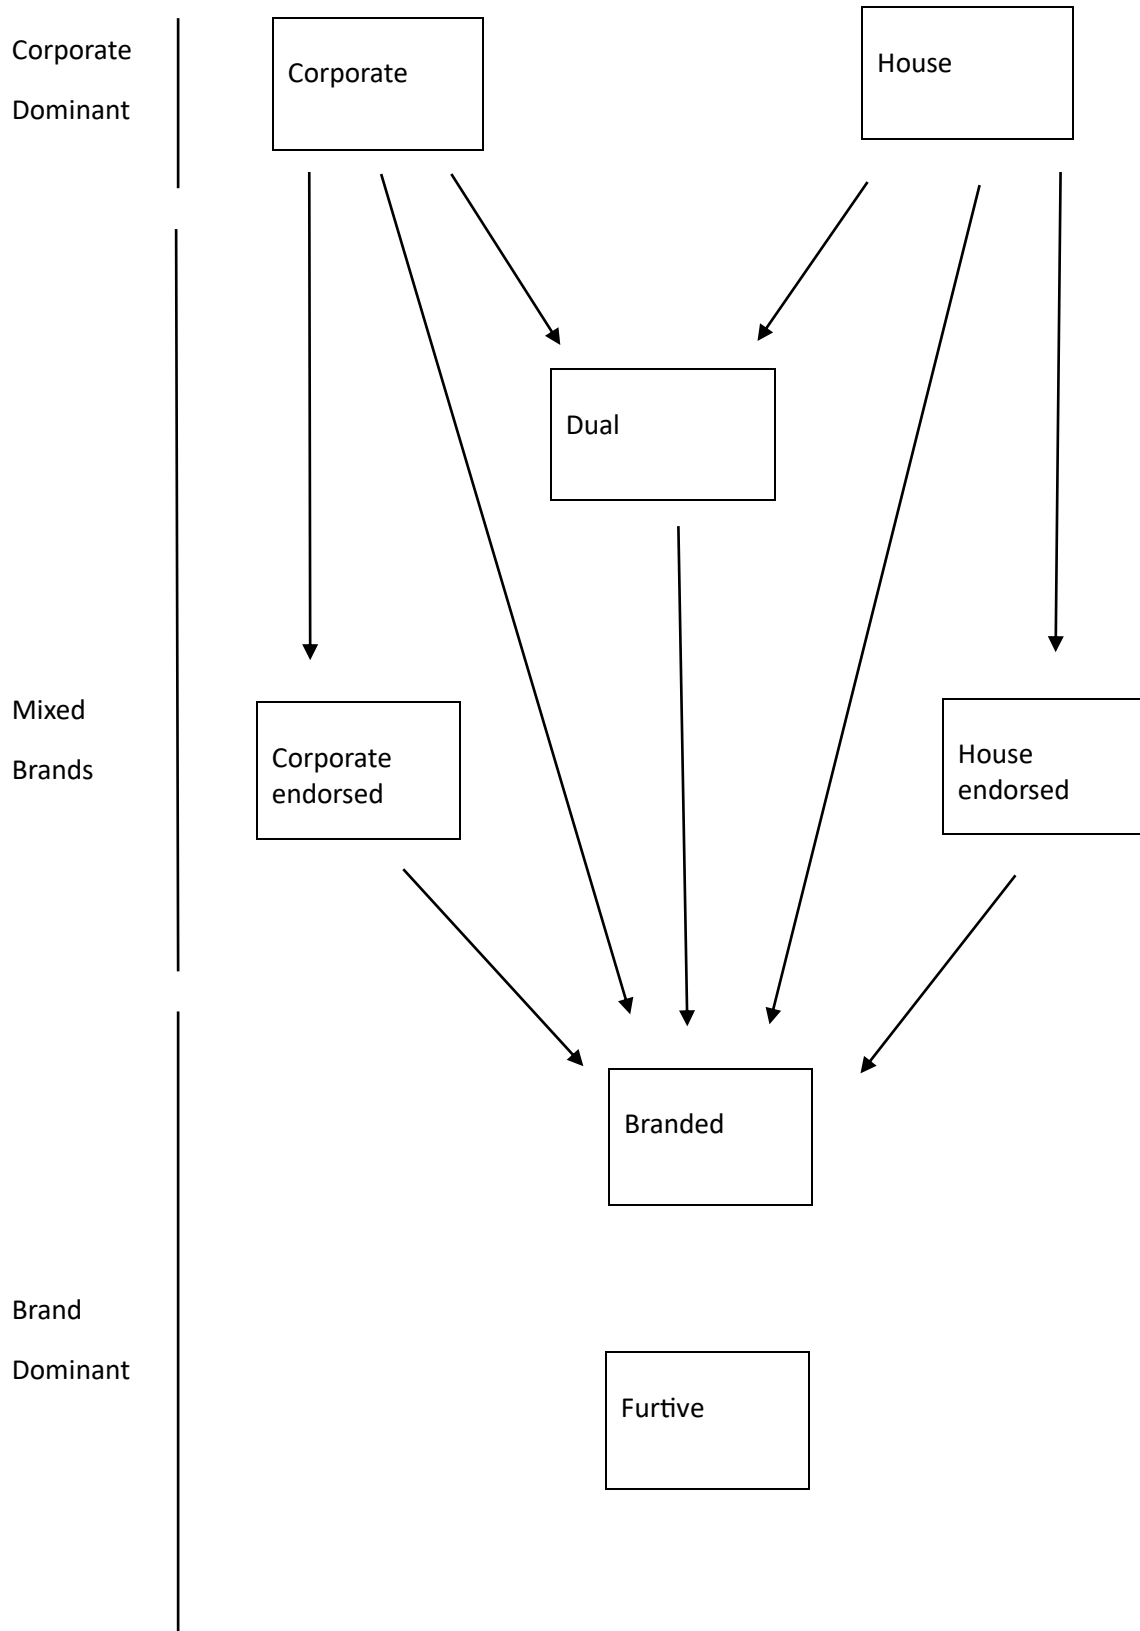 Corporate
Dominant
Corporate
House
Dual
Mixed
Brands
Corporate
endorsed
House
endorsed
Branded
Brand
Dominant
Furtive